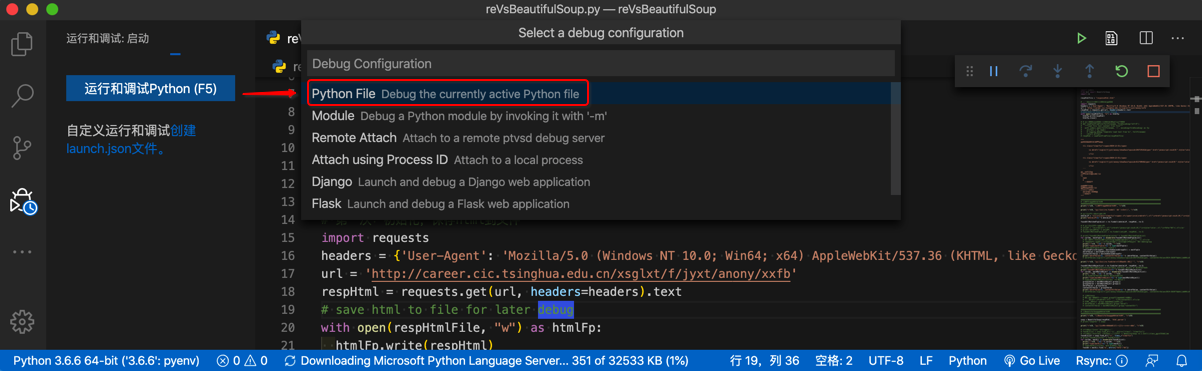 reVsBeautifulSoup.py — reVsBeautifulSoup
运行和调试: 启动
运行和调试Python (F5)
自定义运行和调试创建
launch.json文件。
Select a debug configuration
Debug Configuration
Python File Debug the currently active Python file
Module Debug a Python module by invoking it with '-m'
Remote Attach Attach to a remote ptvsd debug server
Attach using Process ID Attach to a local process
Django Launch and debug a Django web application
Flask Launch and debug a Flask web application
8
9
10
11
12
13
14
15 import requests
16 headers = {'User-Agent': 'Mozilla/5.0 (Windows NT 10.0; Win64; x64) AppleWebKit/537.36 (KHTML, like Gecko
17 url = 'http://career.cic.tsinghua.edu.cn/xsglxt/f/jyxt/anony/xxfb'
18 respHtml = requests.get(url, headers=headers).text
19 # save html to file for later debug
20 with open(respHtmlFile, "w") as htmlFp:
21 htmlFp.write(respHtml)
Python 3.6.6 64-bit ('3.6.6': pyenv) 0 0 Downloading Microsoft Python Language Server... 351 of 32533 KB (1%) 行 19, 列 36 空格: 2 UTF-8 LF Python Go Live Rsync: